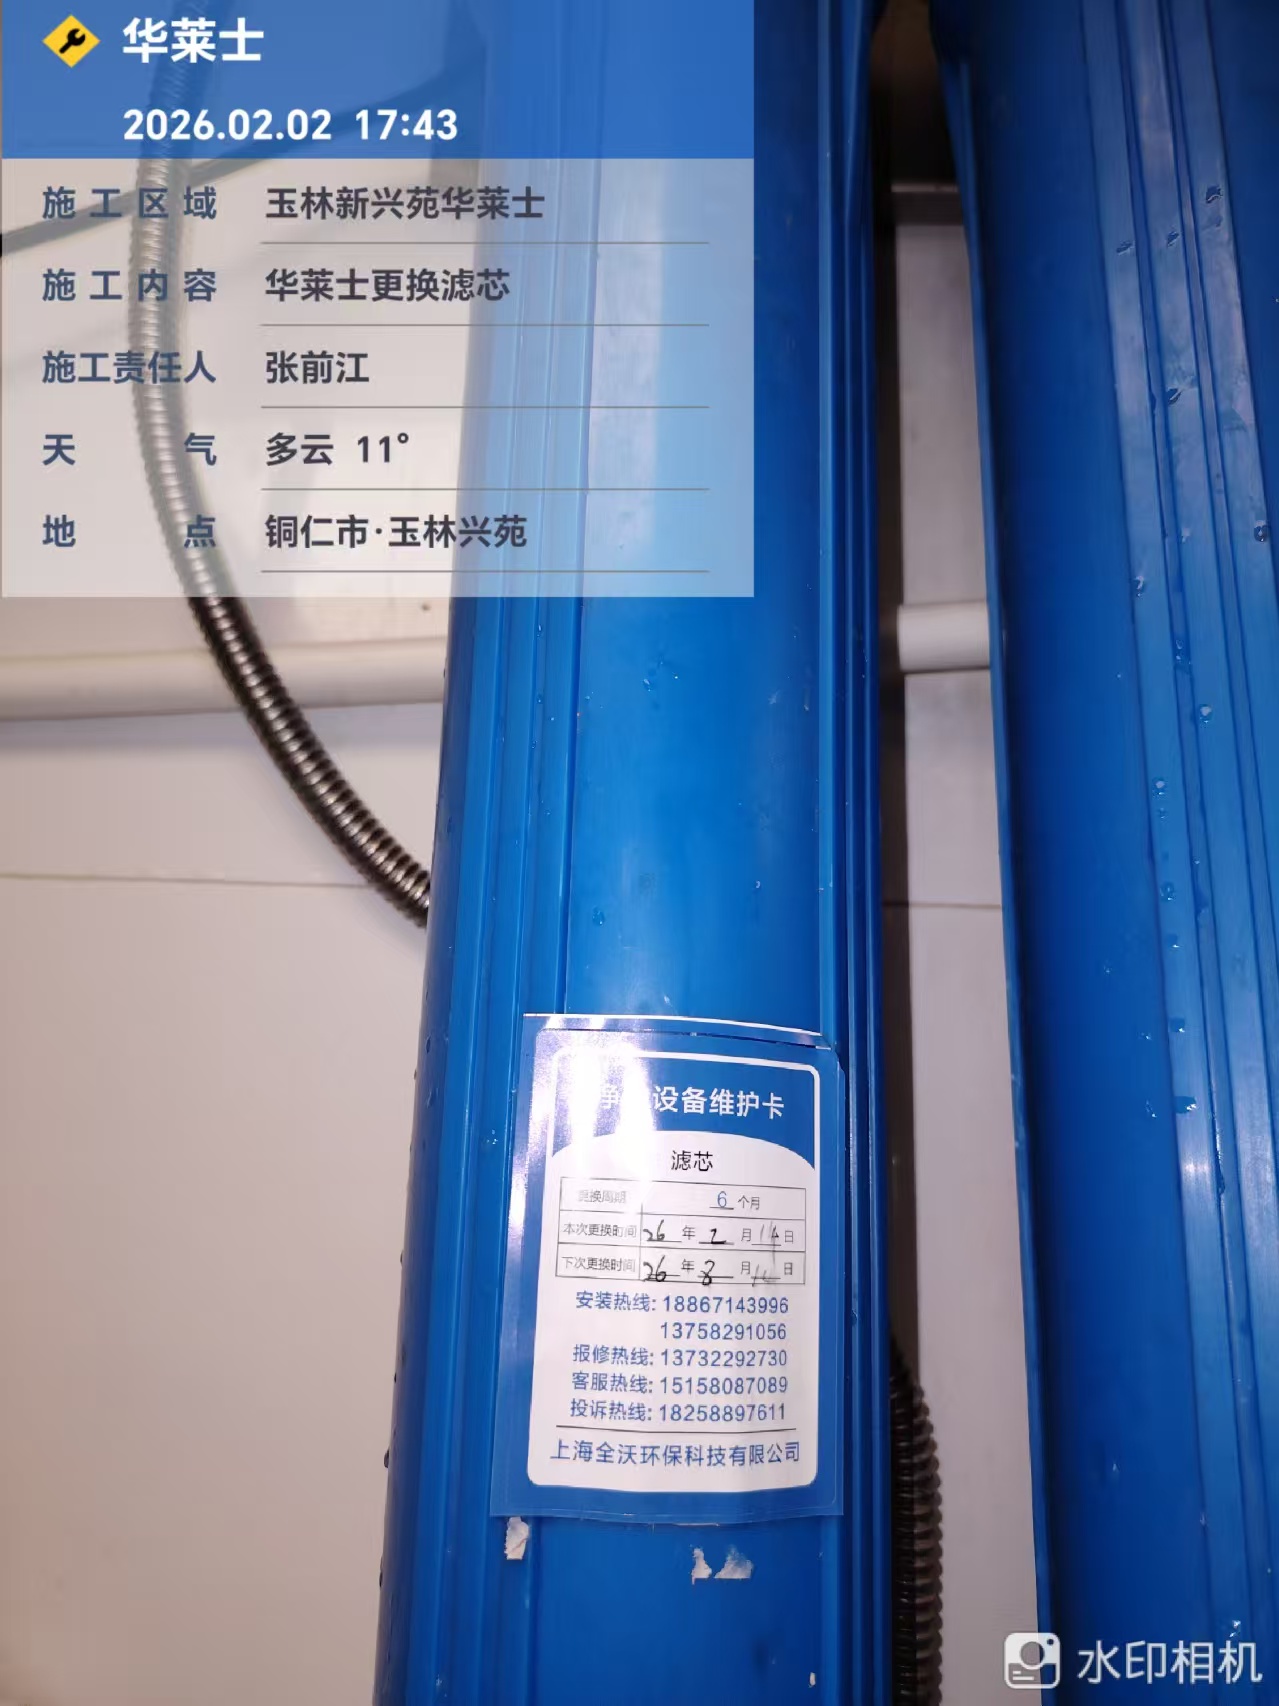 华莱士
2026.02.02 17:43
施工区域 玉林新兴苑华莱士
施工内容 华莱士更换滤芯
施工责任人 张前江
天气 多云 11°
地点 铜仁市·玉林兴苑
净 设备维护卡
滤芯
更换周期 6 个月
本次更换时间 26 年 2 月 14 日
下次更换时间 26 年 8 月 日
安装热线: 18867143996
13758291056
报修热线: 13732292730
客服热线: 15158087089
投诉热线: 18258897611
上海全沃环保科技有限公司
水印相机